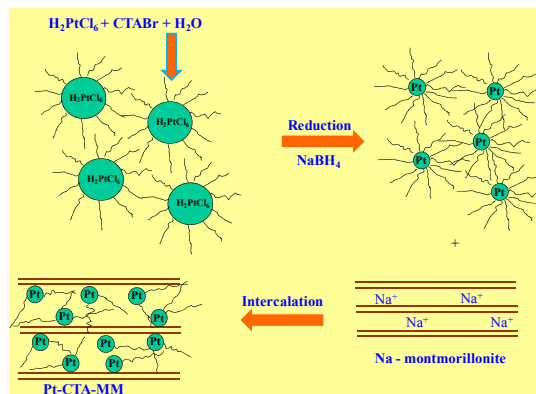 H₂PtCl₆ + CTABr + H₂O
H₂PtCl₆
H₂PtCl₆
H₂PtCl₆
H₂PtCl₆
Reduction
NaBH₄
Pt
Pt
Pt
Pt
Pt
+
Pt
Pt
Pt
Pt
Pt
Pt
Pt
Pt
Pt
Pt
Pt
Pt-CTA-MM
Intercalation
Na⁺ Na⁺
Na⁺ Na⁺
Na - montmorillonite